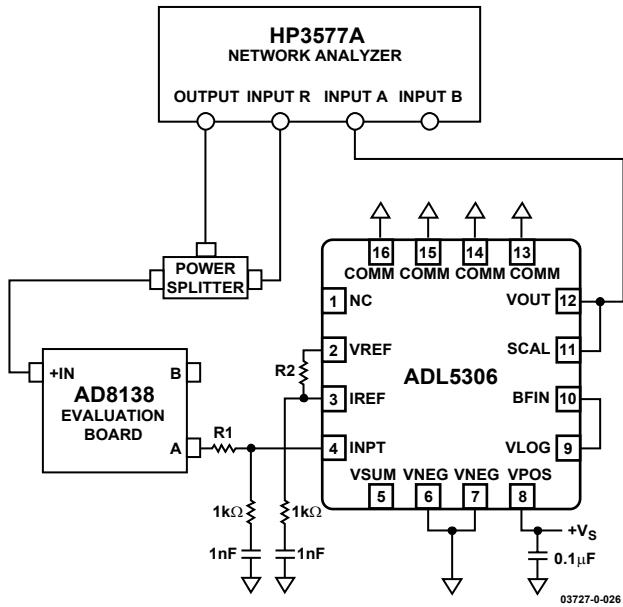 HP3577A
NETWORK ANALYZER
OUTPUT INPUT R INPUT A INPUT B
16 15 14 13
COMM COMM COMM COMM
POWER
SPLITTER
1 NC
VOUT 12
2 VREF
SCAL 11
R2
ADL5306
+IN
B
AD8138
EVALUATION
BOARD
3 IREF
BFIN 10
A
R1
4 INPT
VLOG 9
VSUM VNEG VNEG VPOS
5 6 7 8
1kΩ 1kΩ
+VS
1nF 1nF
0.1μF
03727-0-026